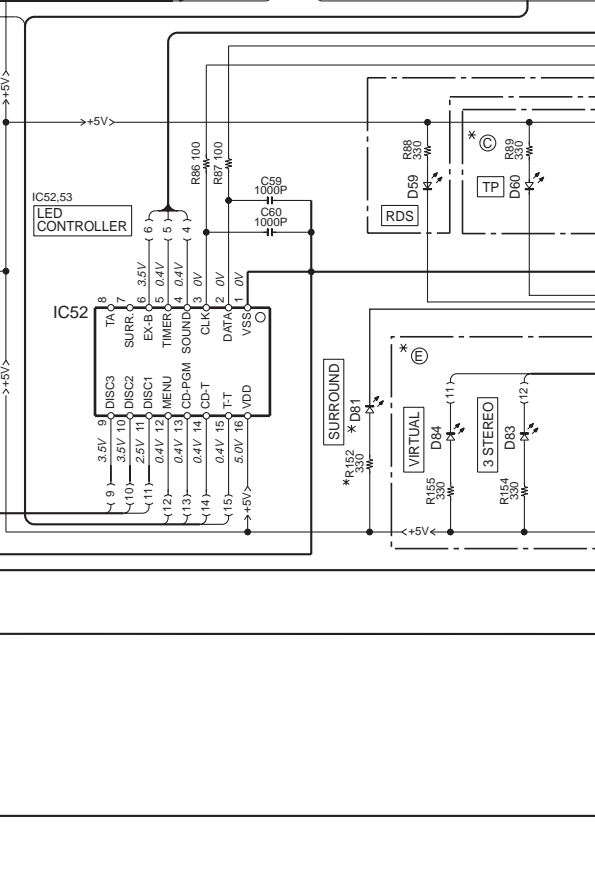 +5V
+5V
R86 100
R87 100
C59
1000P
C60
1000P
R88
330
D59
RDS
* C
R89
330
TP
D60
IC52,53
LED
CONTROLLER
6
5
4
3.5V
0.4V
0.4V
0V
0V
0V
8
7
6
5
4
3
2
1
IC52
TA
SURR.
EX-B
TIMER
SOUND
CLK
DATA
VSS
DISC3
DISC2
DISC1
MENU
CD-PGM
CD-T
T-T
VDD
9
10
11
12
13
14
15
16
3.5V
3.5V
2.5V
0.4V
0.4V
0.4V
0.4V
5.0V
9
10
11
12
13
14
15
+5V
+5V
SURROUND
* D81
*R152
330
* E
VIRTUAL
D84
11
R155
330
3 STEREO
D83
12
R154
330
+5V